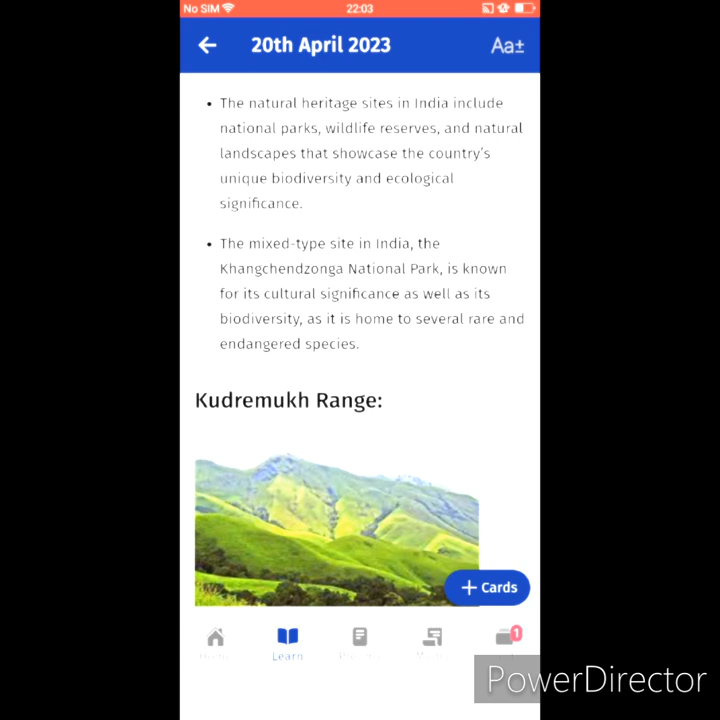 No SIM 22:03
20th April 2023 Aa±
• The natural heritage sites in India include
national parks, wildlife reserves, and natural
landscapes that showcase the country's
unique biodiversity and ecological
significance.
• The mixed-type site in India, the
Khangchendzonga National Park, is known
for its cultural significance as well as its
biodiversity, as it is home to several rare and
endangered species.
Kudremukh Range:
+ Cards
1
Learn
PowerDirector